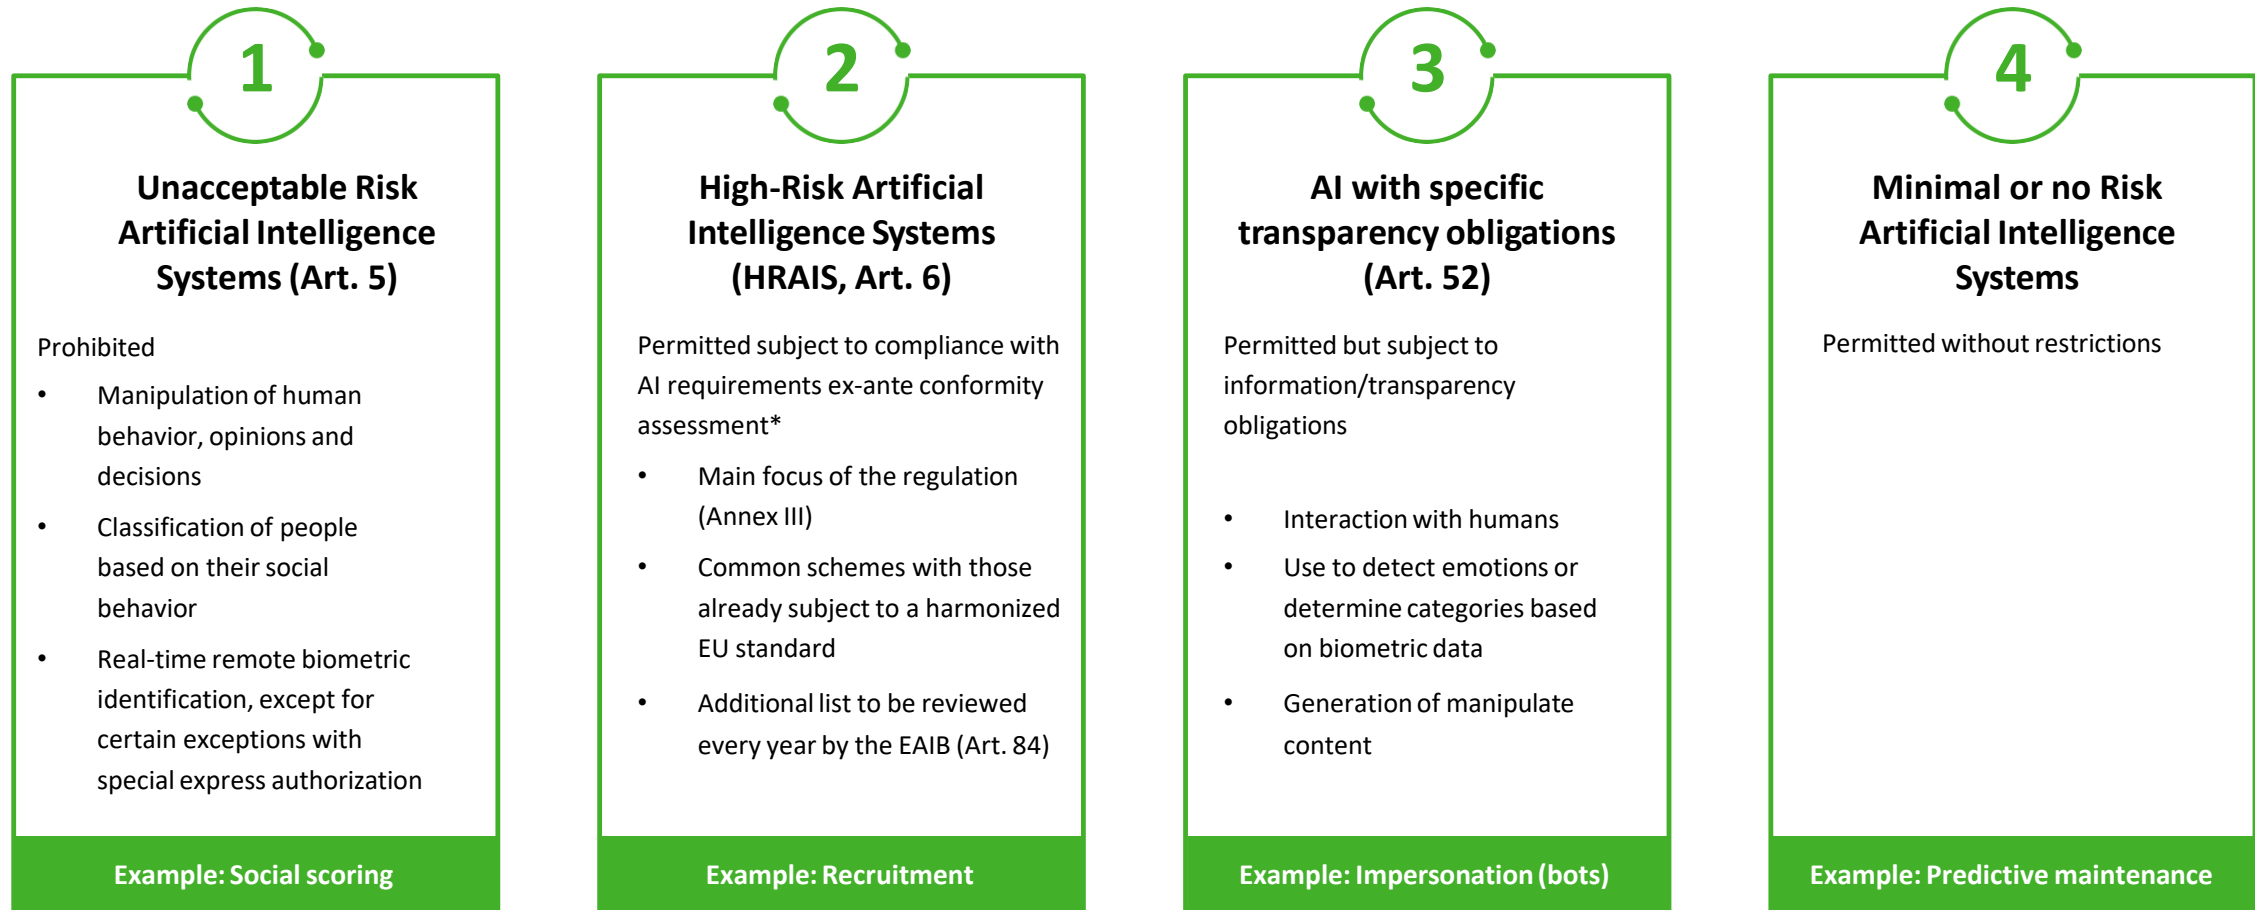 1
Unacceptable Risk
Artificial Intelligence
Systems (Art. 5)
Prohibited
• Manipulation of human
behavior, opinions and
decisions
• Classification of people
based on their social
behavior
• Real-time remote biometric
identification, except for
certain exceptions with
special express authorization
Example: Social scoring
2
High-Risk Artificial
Intelligence Systems
(HRAIS, Art. 6)
Permitted subject to compliance with
AI requirements ex-ante conformity
assessment*
• Main focus of the regulation
(Annex III)
• Common schemes with those
already subject to a harmonized
EU standard
• Additional list to be reviewed
every year by the EAIB (Art. 84)
Example: Recruitment
3
AI with specific
transparency obligations
(Art. 52)
Permitted but subject to
information/transparency
obligations
• Interaction with humans
• Use to detect emotions or
determine categories based
on biometric data
• Generation of manipulate
content
Example: Impersonation (bots)
4
Minimal or no Risk
Artificial Intelligence
Systems
Permitted without restrictions
Example: Predictive maintenance